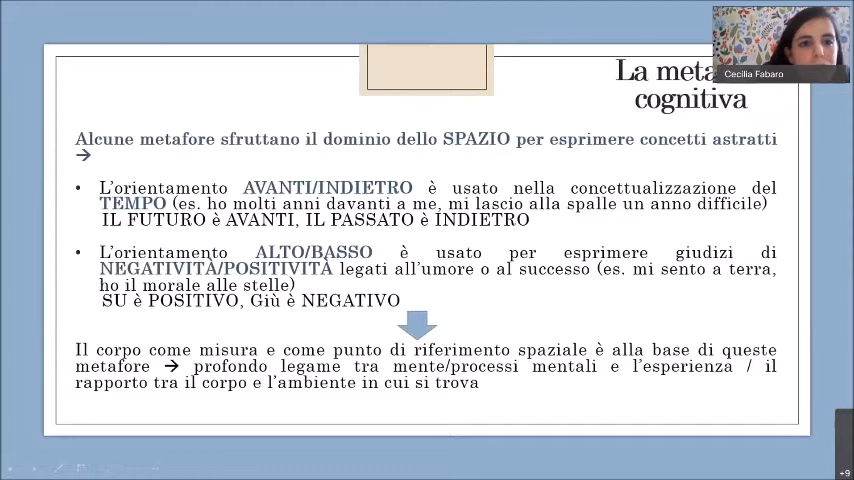 La meta
cognitiva
Cecilia Fabaro
Alcune metafore sfruttano il dominio dello SPAZIO per esprimere concetti astratti
→
• L'orientamento AVANTI/INDIETRO è usato nella concettualizzazione del
TEMPO (es. ho molti anni davanti a me, mi lascio alla spalle un anno difficile)
IL FUTURO è AVANTI, IL PASSATO è INDIETRO
• L'orientamento ALTO/BASSO è usato per esprimere giudizi di
NEGATIVITÀ/POSITIVITÀ legati all'umore o al successo (es. mi sento a terra,
ho il morale alle stelle)
SU è POSITIVO, Giù è NEGATIVO
Il corpo come misura e come punto di riferimento spaziale è alla base di queste
metafore → profondo legame tra mente/processi mentali e l'esperienza / il
rapporto tra il corpo e l'ambiente in cui si trova
+9